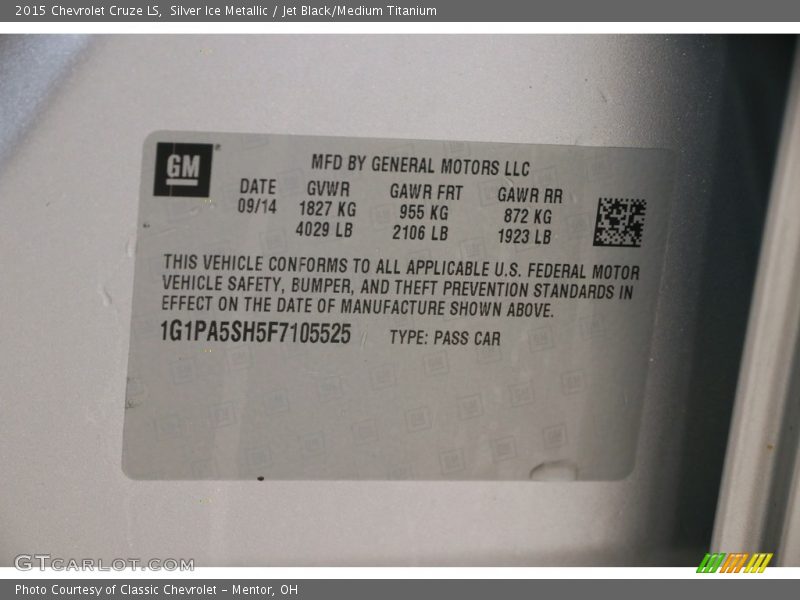 2015 Chevrolet Cruze LS,  Silver Ice Metallic / Jet Black/Medium Titanium
GM
MFD BY GENERAL MOTORS LLC
DATE GVWR GAWR FRT GAWR RR
09/14 1827 KG 955 KG 872 KG
4029 LB 2106 LB 1923 LB
THIS VEHICLE CONFORMS TO ALL APPLICABLE U.S. FEDERAL MOTOR
VEHICLE SAFETY, BUMPER, AND THEFT PREVENTION STANDARDS IN
EFFECT ON THE DATE OF MANUFACTURE SHOWN ABOVE.
1G1PA5SH5F7105525 TYPE: PASS CAR
GTCARLOT.COM
Photo Courtesy of Classic Chevrolet - Mentor, OH